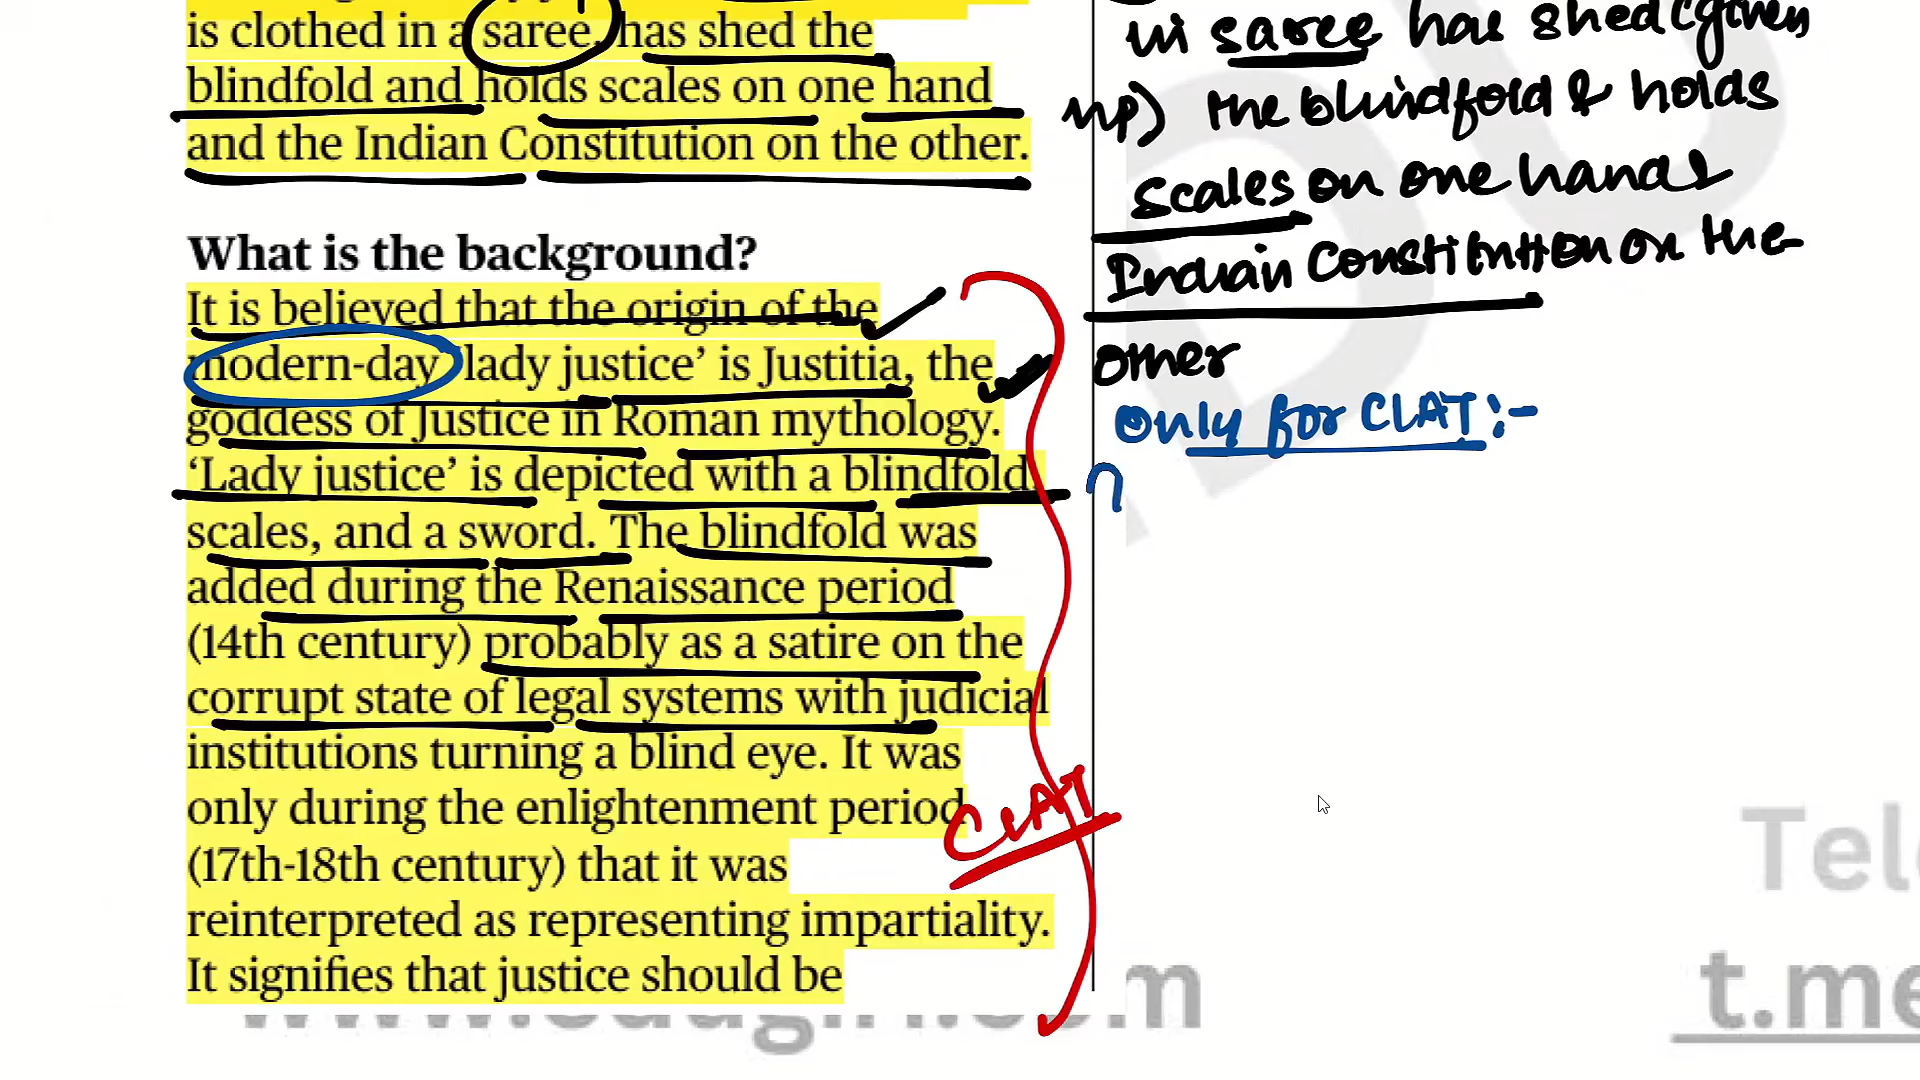 is clothed in a saree, has shed the
blindfold and holds scales on one hand
and the Indian Constitution on the other.
What is the background?
It is believed that the origin of the
modern-day ‘lady justice’ is Justitia, the
goddess of Justice in Roman mythology.
‘Lady justice’ is depicted with a blindfold,
scales, and a sword. The blindfold was
added during the Renaissance period
(14th century) probably as a satire on the
corrupt state of legal systems with judicial
institutions turning a blind eye. It was
only during the enlightenment period
(17th-18th century) that it was
reinterpreted as representing impartiality.
It signifies that justice should be
CLAT
in saree has shed (given
up) the blindfold & holds
scales on one hand &
Indian Constitution on the
other
Only for CLAT :-
Tele
t.me